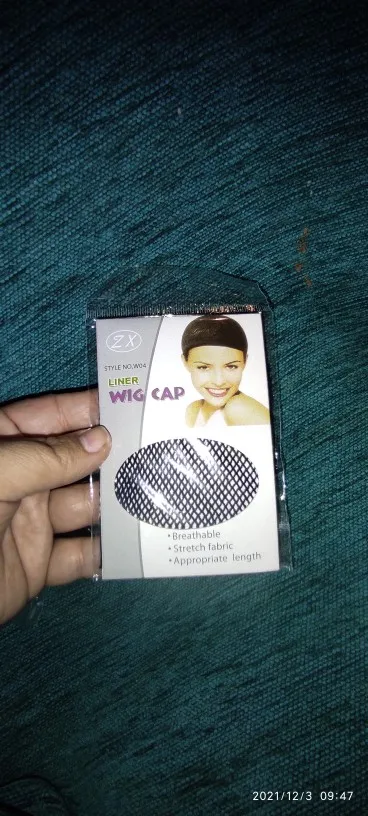 ZX
STYLE NO.W04
LINER
WIG CAP
•Breathable
•Stretch fabric
•Appropriate length
2021/12/3 09:47